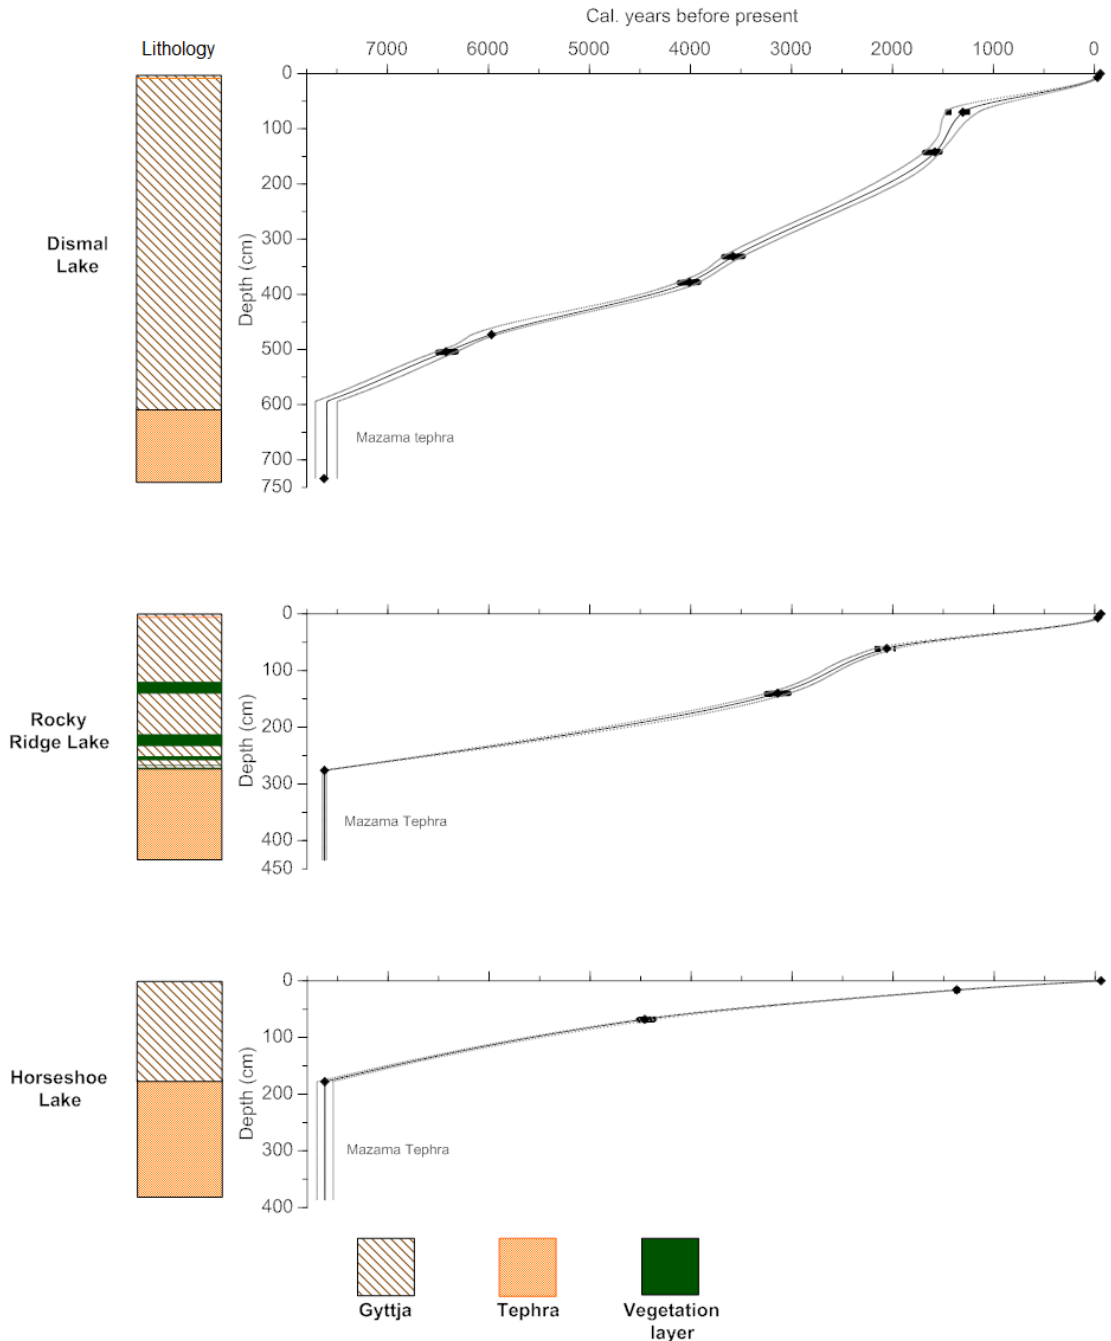 Cal. years before present
Lithology
7000 6000 5000 4000 3000 2000 1000 0
0
100
200
300
400
500
600
700
750
Depth (cm)
Dismal
Lake
Mazama tephra
0
100
200
300
400
450
Depth (cm)
Rocky
Ridge Lake
Mazama Tephra
0
100
200
300
400
Depth (cm)
Horseshoe
Lake
Mazama Tephra
Gyttja
Tephra
Vegetation
layer